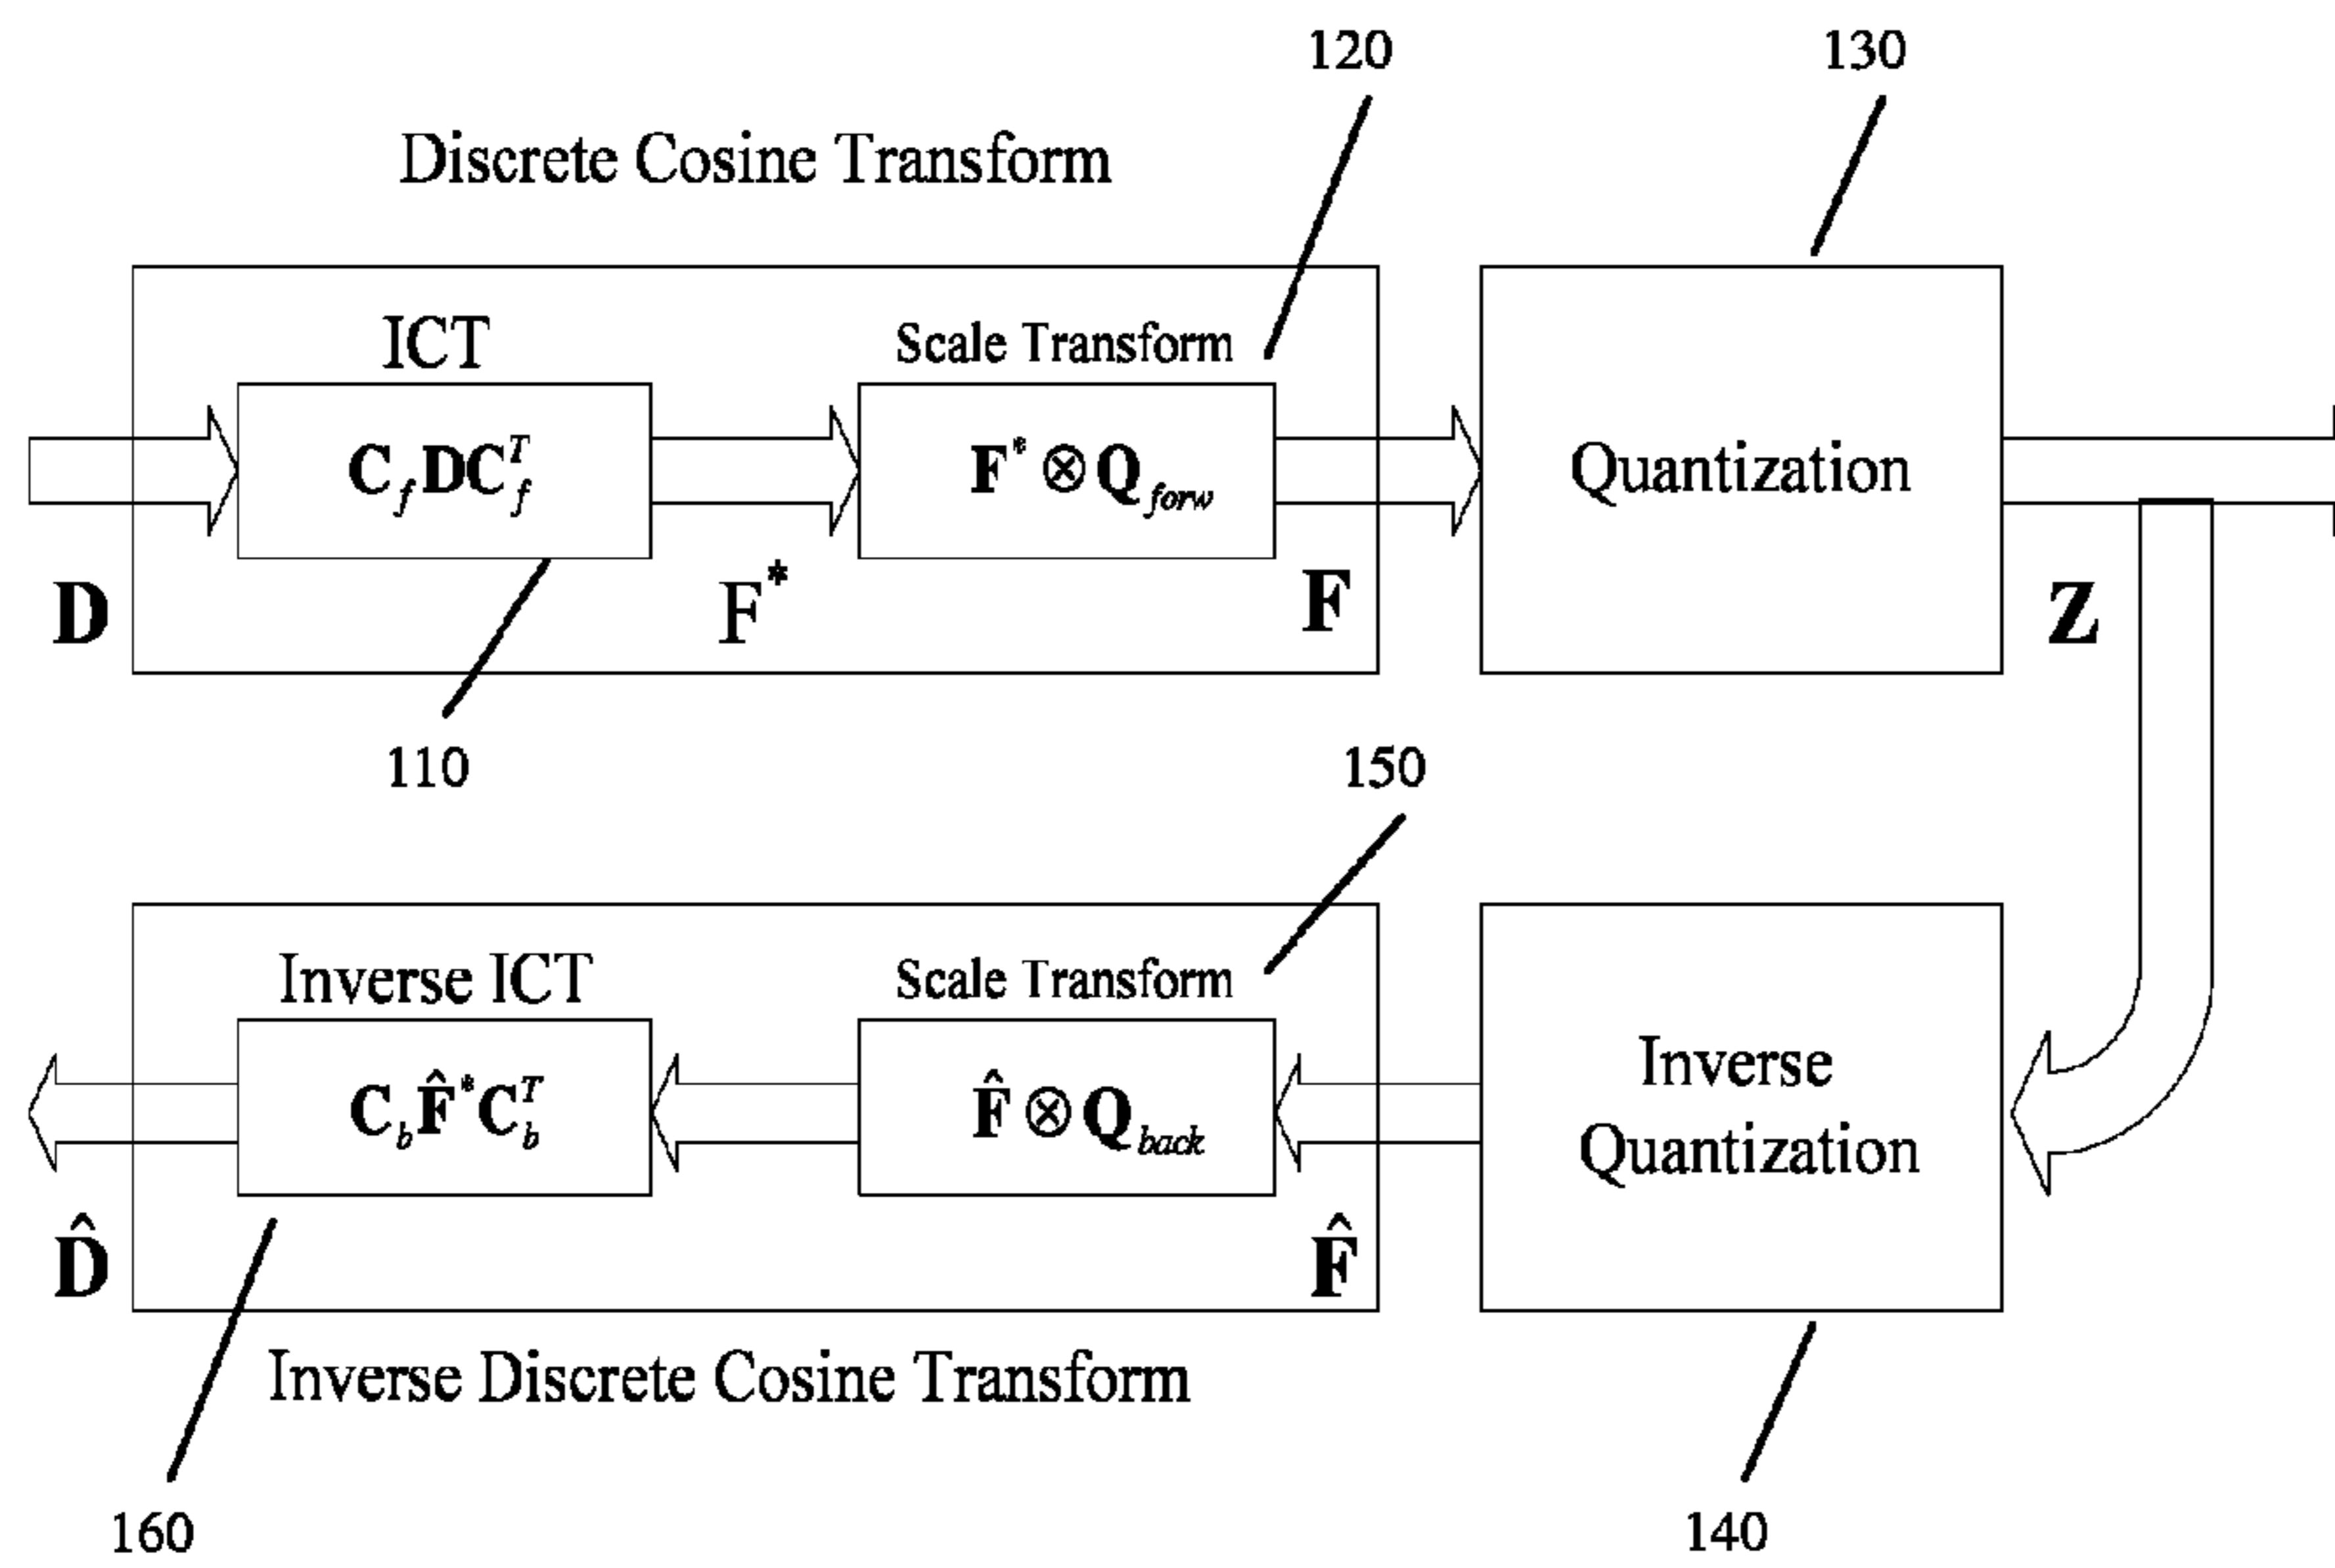 120
130
Discrete Cosine Transform
ICT
Scale Transform
C_f D C_f^T
F* ⊗ Q_forw
Quantization
D
F*
F
Z
110
150
Inverse ICT
Scale Transform
C_b F̂* C_b^T
F̂ ⊗ Q_back
Inverse
Quantization
D̂
F̂
Inverse Discrete Cosine Transform
160
140